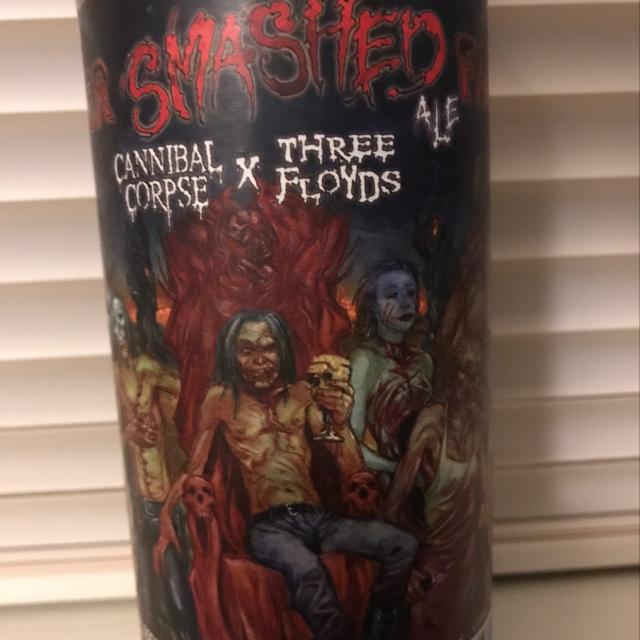 SMASHED
ALE
CANNIBAL CORPSE X THREE FLOYDS